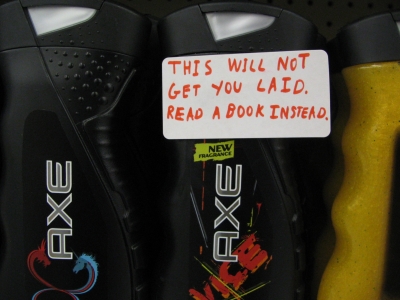 THIS WILL NOT
GET YOU LAID.
READ A BOOK INSTEAD.
NEW
FRAGRANCE
AXE
AXE
VICE